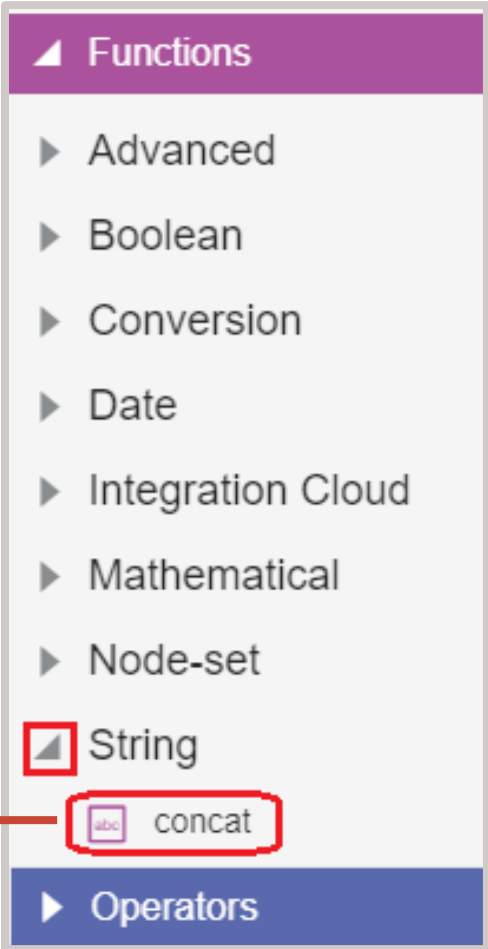 Functions
Advanced
Boolean
Conversion
Date
Integration Cloud
Mathematical
Node-set
String
abc concat
Operators